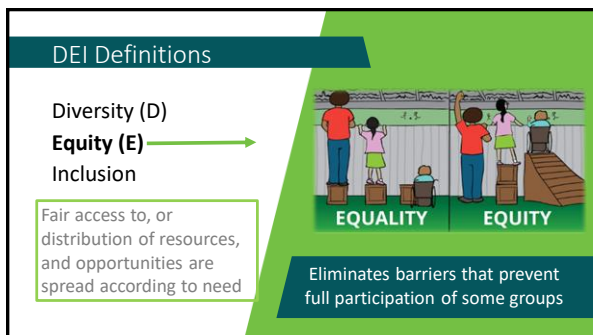 DEI Definitions
Diversity (D)
Equity (E)
Inclusion
Fair access to, or
distribution of resources,
and opportunities are
spread according to need
EQUALITY
EQUITY
Eliminates barriers that prevent
full participation of some groups